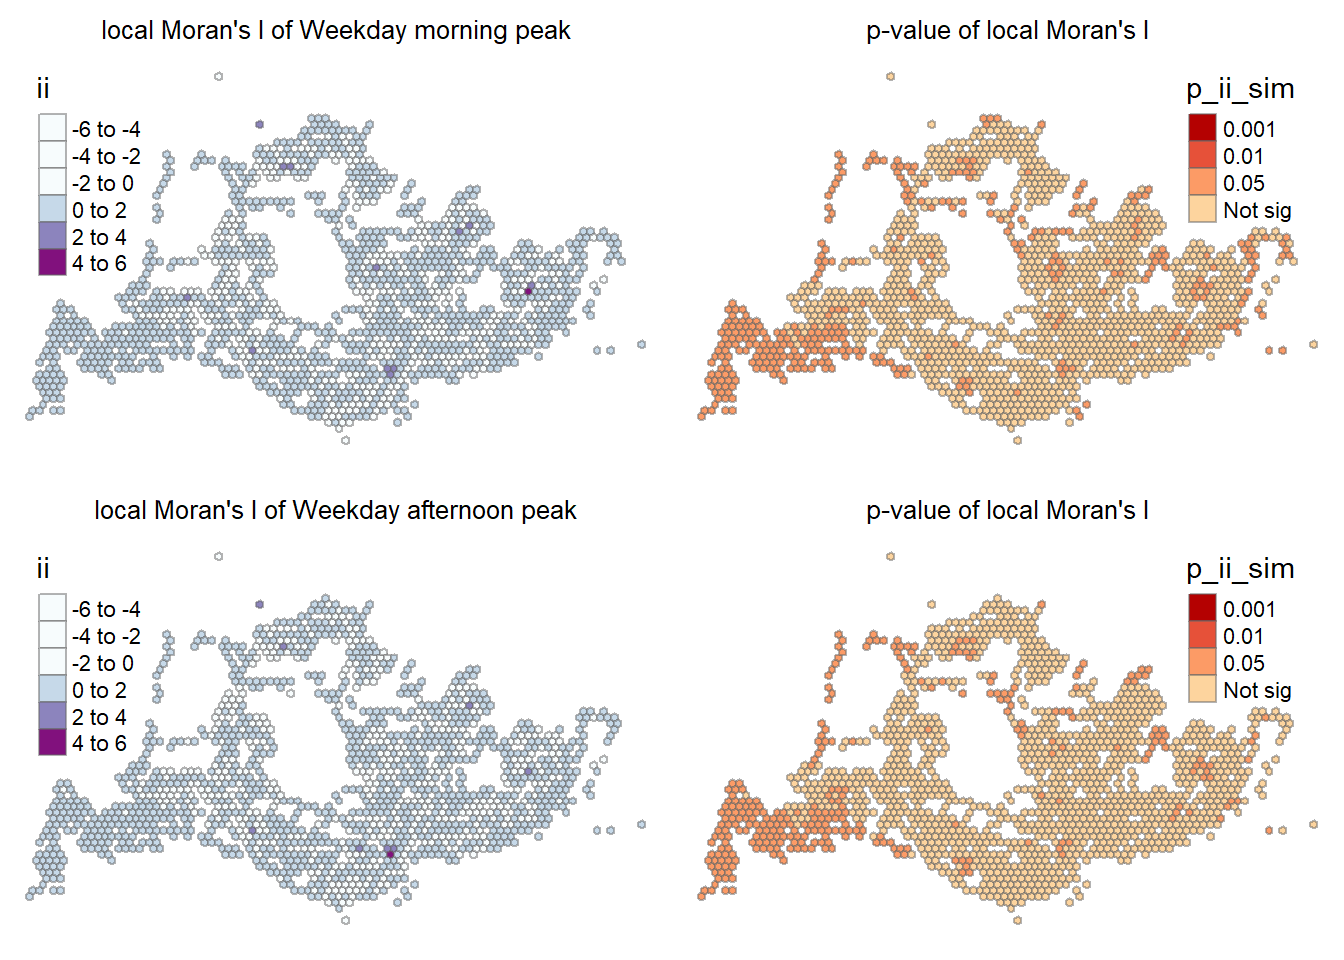 local Moran's I of Weekday morning peak
p-value of local Moran's I
ii
-6 to -4
-4 to -2
-2 to 0
0 to 2
2 to 4
4 to 6
p_ii_sim
0.001
0.01
0.05
Not sig
local Moran's I of Weekday afternoon peak
p-value of local Moran's I
ii
-6 to -4
-4 to -2
-2 to 0
0 to 2
2 to 4
4 to 6
p_ii_sim
0.001
0.01
0.05
Not sig